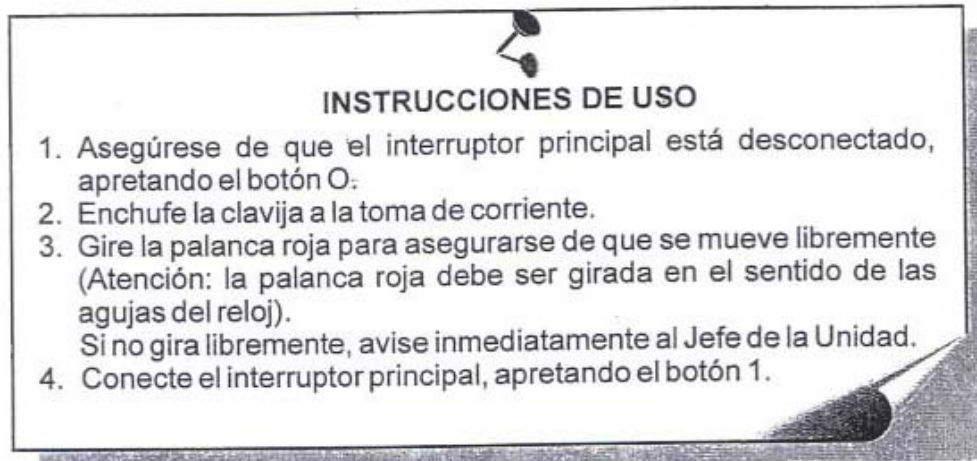 INSTRUCCIONES DE USO
1. Asegúrese de que el interruptor principal está desconectado,
apretando el botón O.
2. Enchufe la clavija a la toma de corriente.
3. Gire la palanca roja para asegurarse de que se mueve libremente
(Atención: la palanca roja debe ser girada en el sentido de las
agujas del reloj).
Si no gira libremente, avise inmediatamente al Jefe de la Unidad.
4. Conecte el interruptor principal, apretando el botón 1.